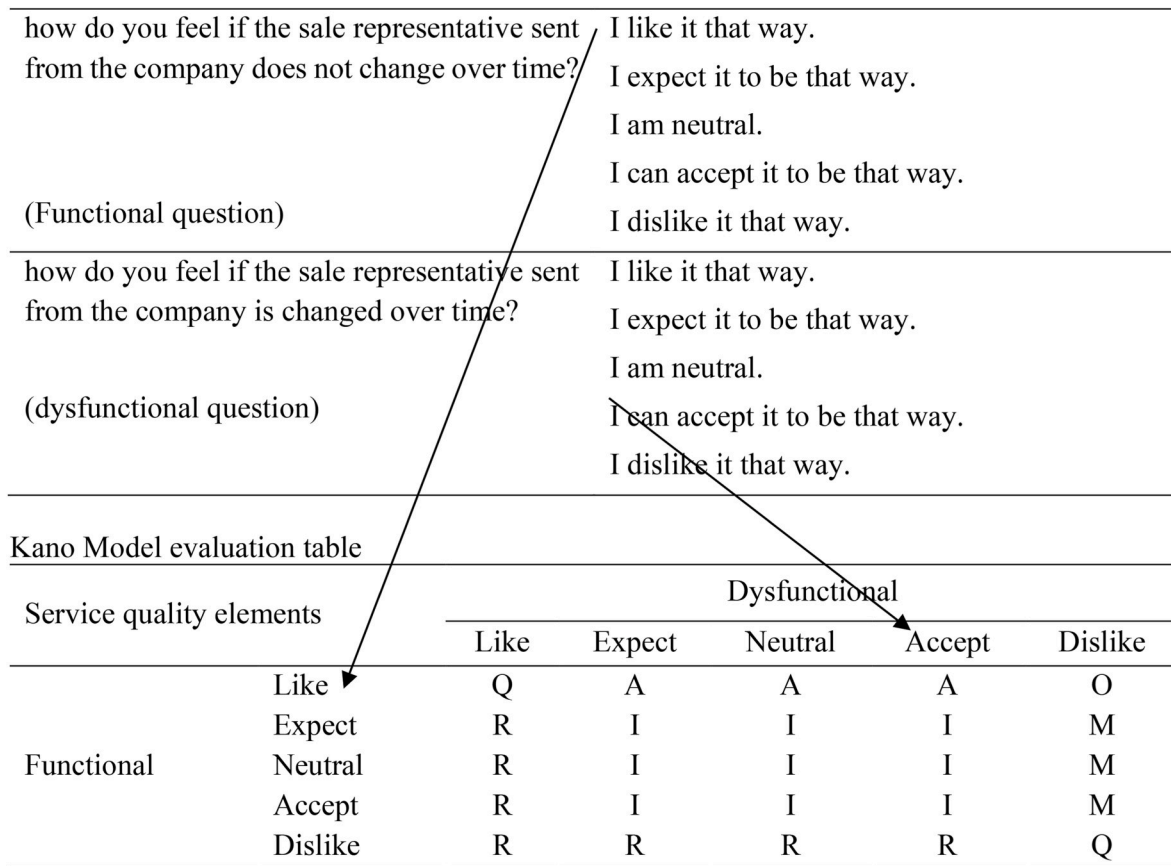 how do you feel if the sale representative sent
from the company does not change over time?
(Functional question)
I like it that way.
I expect it to be that way.
I am neutral.
I can accept it to be that way.
I dislike it that way.
how do you feel if the sale representative sent
from the company is changed over time?
(dysfunctional question)
I like it that way.
I expect it to be that way.
I am neutral.
I can accept it to be that way.
I dislike it that way.
Kano Model evaluation table
Service quality elements
Dysfunctional
Like Expect Neutral Accept Dislike
Functional
Like Q A A A O
Expect R I I I M
Neutral R I I I M
Accept R I I I M
Dislike R R R R Q